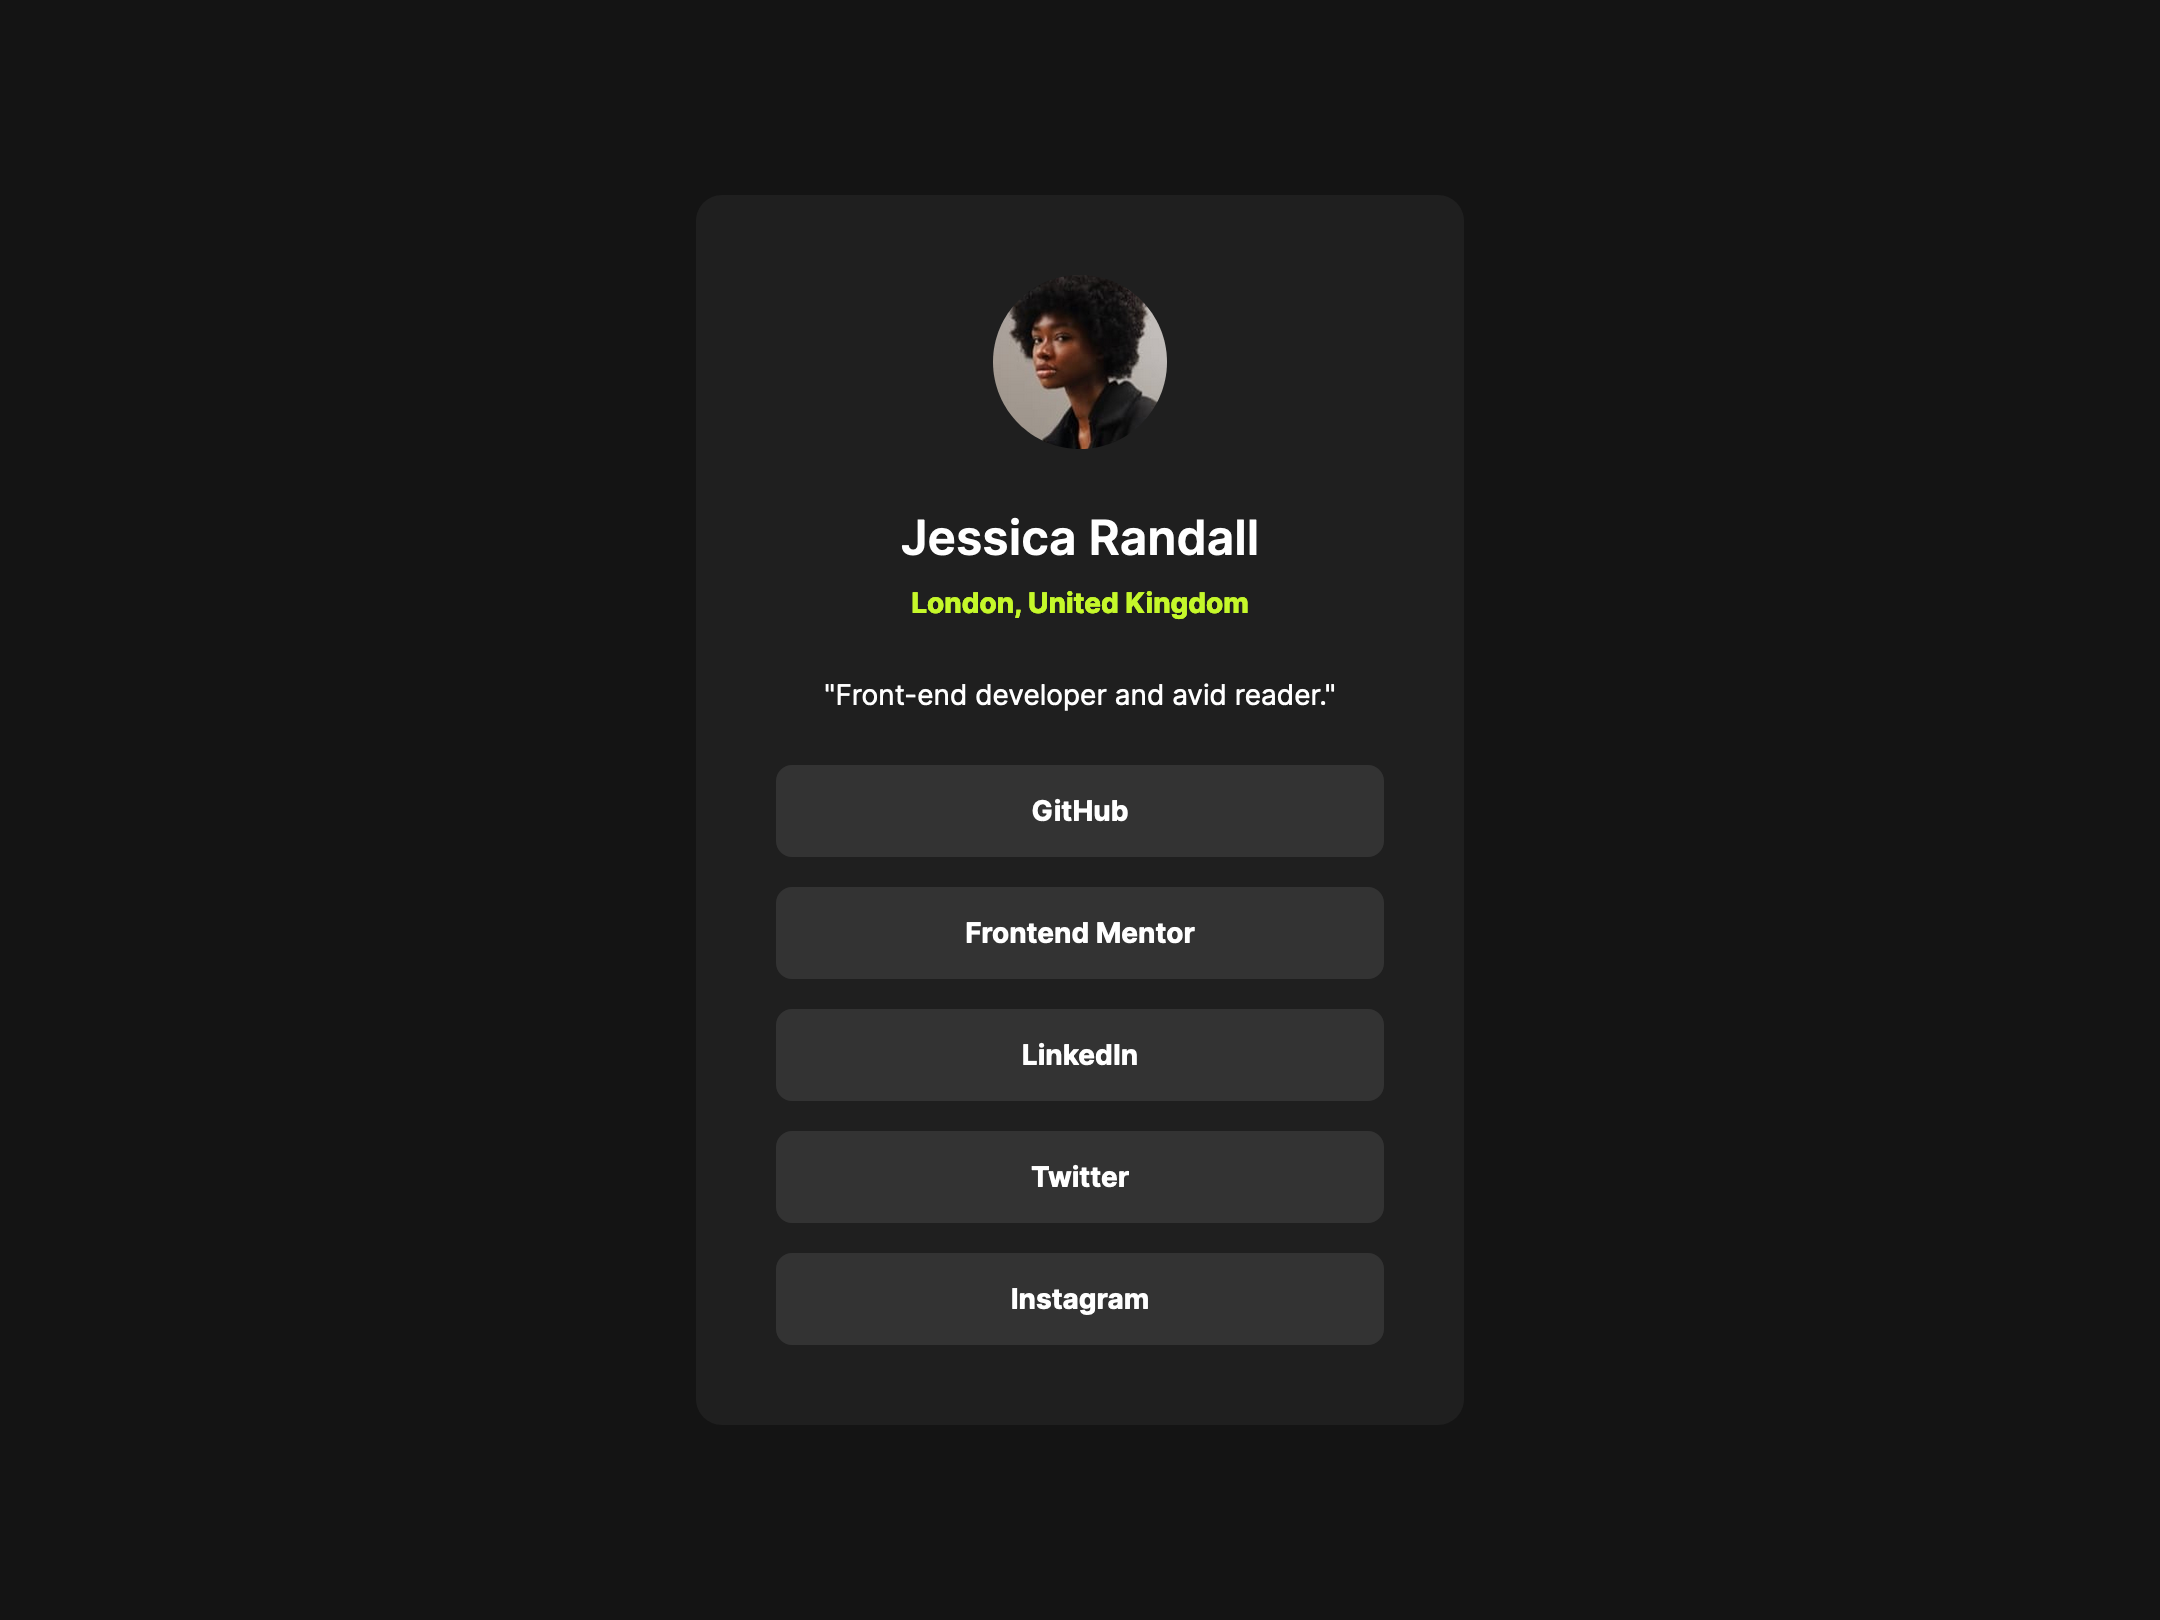 Jessica Randall
London, United Kingdom
"Front-end developer and avid reader."
GitHub
Frontend Mentor
LinkedIn
Twitter
Instagram